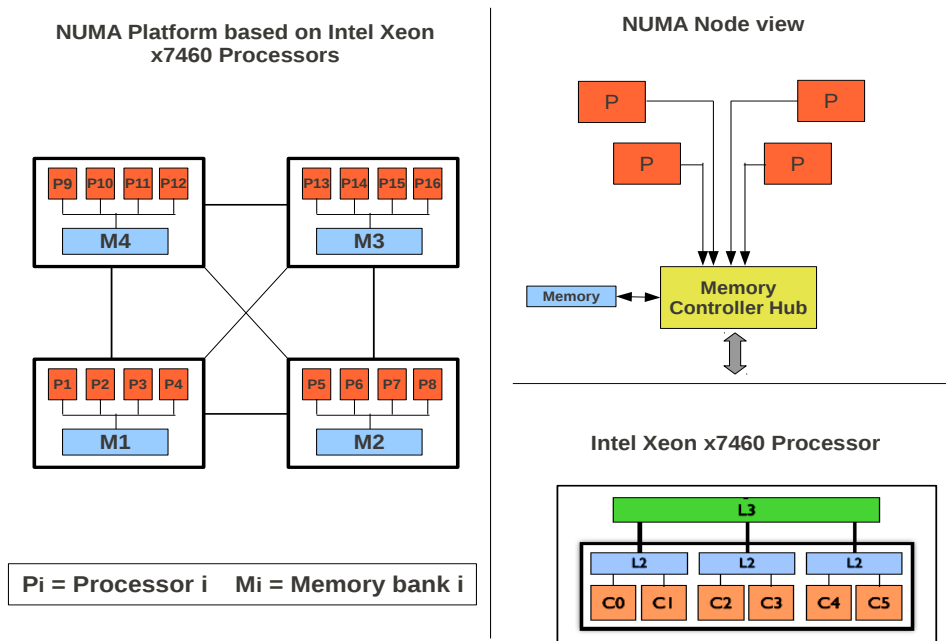 NUMA Platform based on Intel Xeon
x7460 Processors
P9 P10 P11 P12
M4
P13 P14 P15 P16
M3
P1 P2 P3 P4
M1
P5 P6 P7 P8
M2
Pi = Processor i Mi = Memory bank i
NUMA Node view
P P
P P
Memory
Memory
Controller Hub
Intel Xeon x7460 Processor
L3
L2 L2 L2
C0 C1 C2 C3 C4 C5